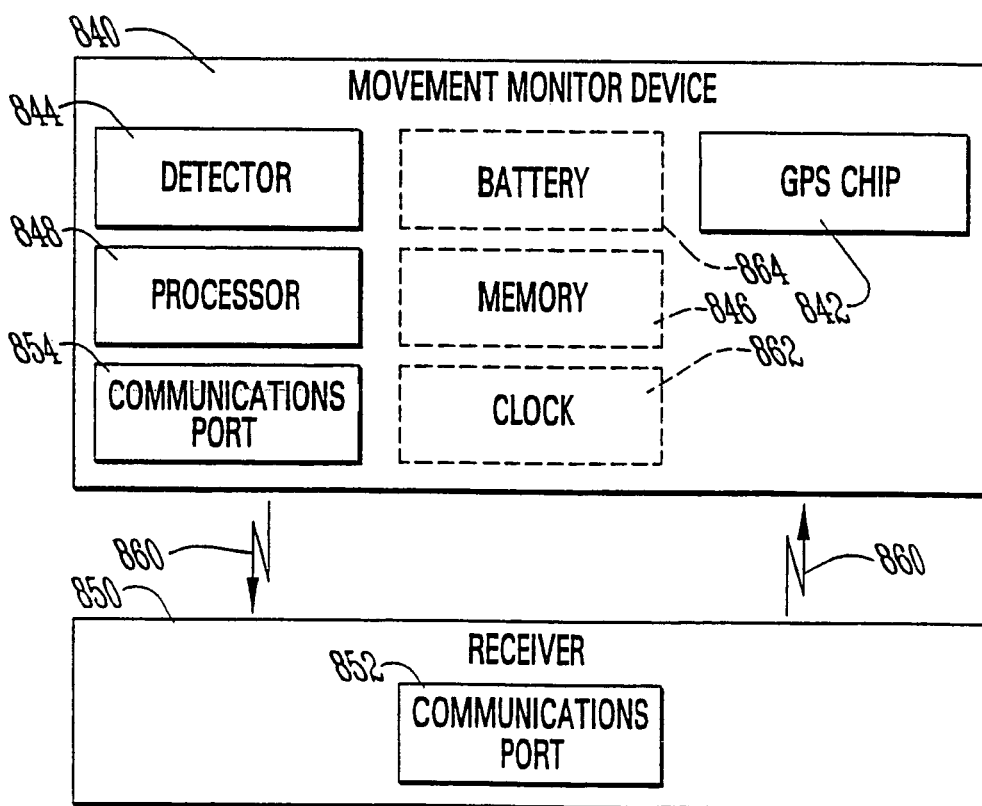 840
MOVEMENT MONITOR DEVICE
844
DETECTOR
BATTERY
GPS CHIP
848
864
PROCESSOR
MEMORY
846
842
854
862
COMMUNICATIONS
PORT
CLOCK
860
860
850
RECEIVER
852
COMMUNICATIONS
PORT